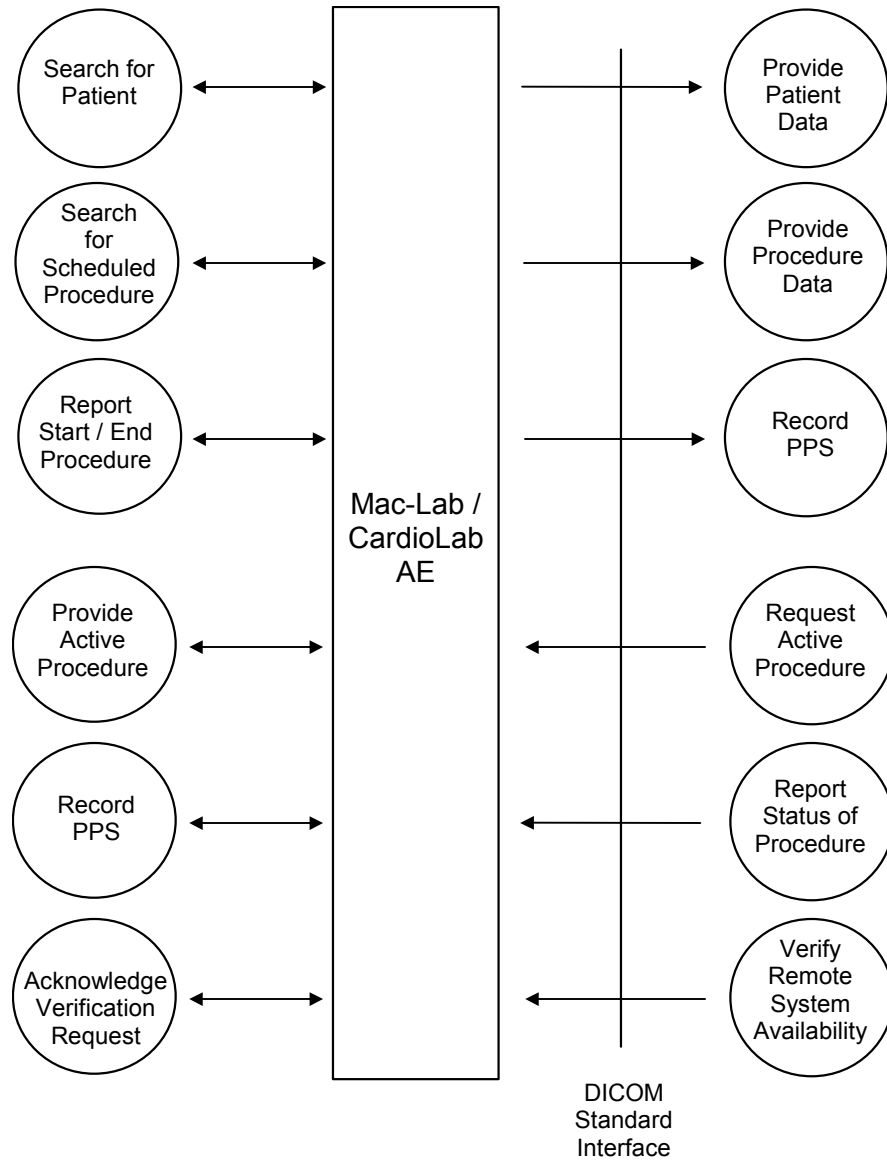 Search for
Patient
Provide
Patient
Data
Search
for
Scheduled
Procedure
Provide
Procedure
Data
Report
Start / End
Procedure
Record
PPS
Mac-Lab /
CardioLab
AE
Provide
Active
Procedure
Request
Active
Procedure
Record
PPS
Report
Status of
Procedure
Acknowledge
Verification
Request
Verify
Remote
System
Availability
DICOM
Standard
Interface